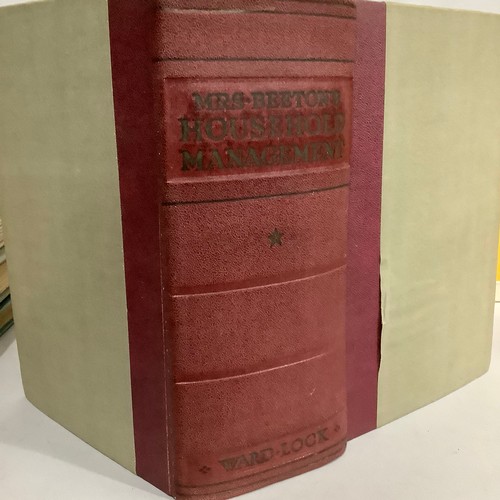 MRS·BEETON'S
HOUSEHOLD
MANAGEMENT
WARD·LOCK